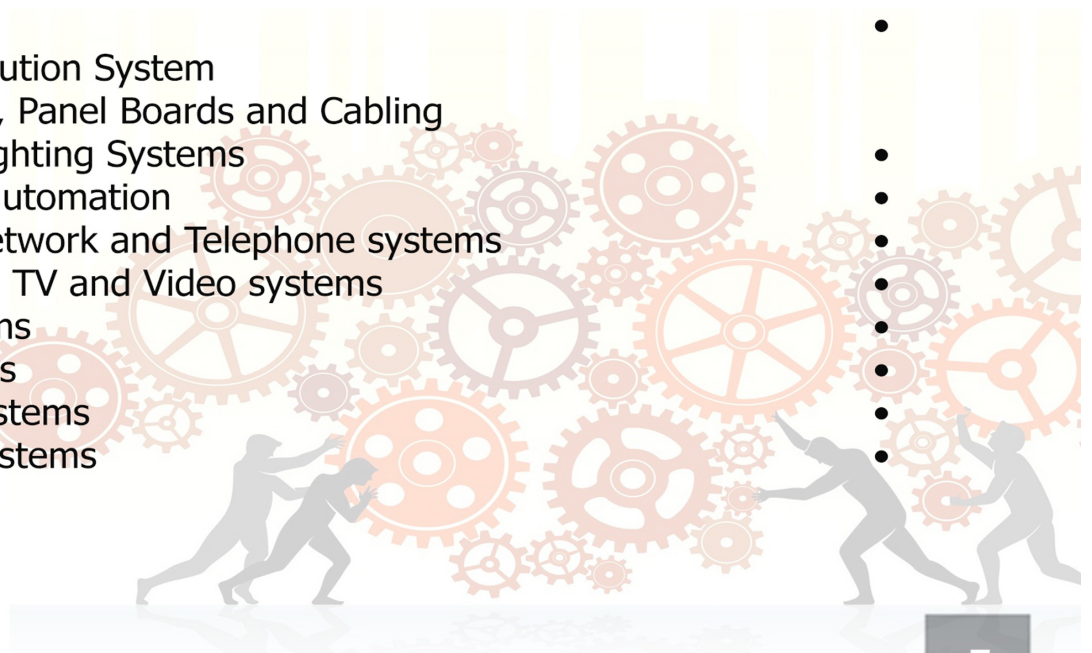 ution System
, Panel Boards and Cabling
ghting Systems
utomation
etwork and Telephone systems
TV and Video systems
ms
s
stems
stems